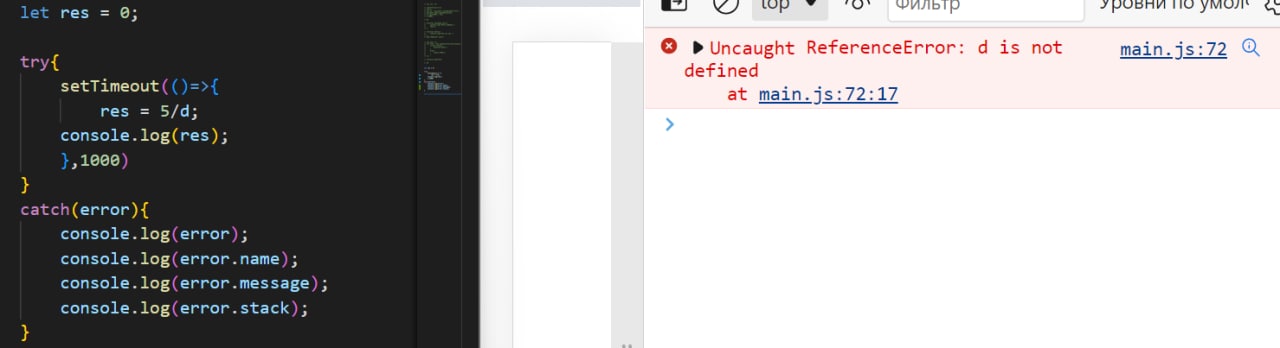 let res = 0;
try{
setTimeout(()=>{
res = 5/d;
console.log(res);
},1000)
}
catch(error){
console.log(error);
console.log(error.name);
console.log(error.message);
console.log(error.stack);
}
top
Фильтр
Уровни по умол
Uncaught ReferenceError: d is not main.js:72
defined
at main.js:72:17